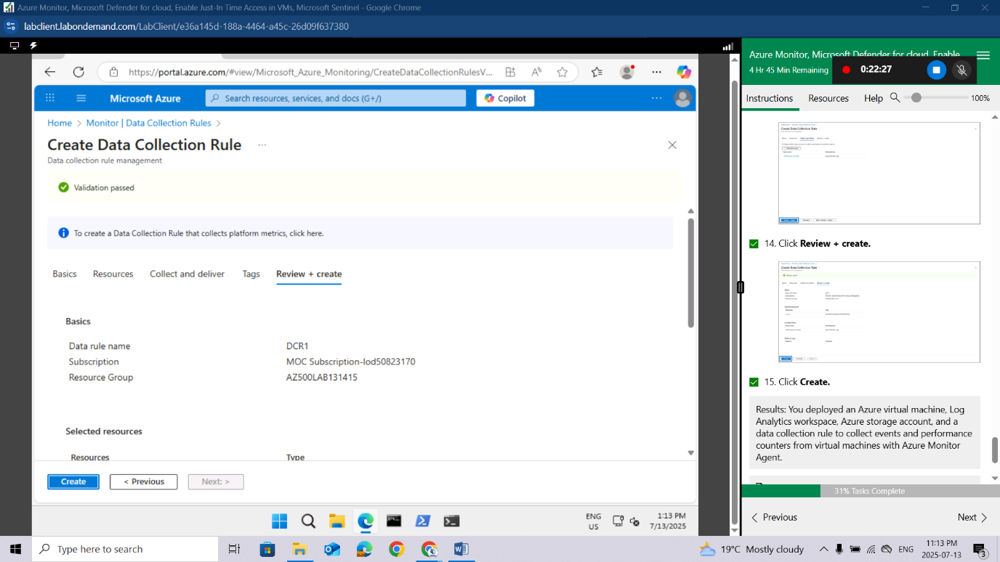 Azure Monitor, Microsoft Defender for cloud, Enable Just-In Time Access in VMs, Microsoft Sentinel - Google Chrome
labclient.labondemand.com/LabClient/e36a145d-188a-4464-a45c-26d09f637380
https://portal.azure.com/#view/Microsoft_Azure_Monitoring/CreateDataCollectionRulesV...
Microsoft Azure
Search resources, services, and docs (G+/)
Copilot
Home > Monitor | Data Collection Rules >
Create Data Collection Rule
Data collection rule management
Validation passed
To create a Data Collection Rule that collects platform metrics, click here.
Basics Resources Collect and deliver Tags Review + create
Basics
Data rule name DCR1
Subscription MOC Subscription-lod50823170
Resource Group AZ500LAB131415
Selected resources
Resources Type
Create < Previous Next: >
ENG
US
1:13 PM
7/13/2025
Azure Monitor, Microsoft Defender for cloud, Enable
4 Hr 45 Min Remaining
0:22:27
Instructions Resources Help 100%
Create Data Collection Rule
14. Click Review + create.
Create Data Collection Rule
15. Click Create.
Results: You deployed an Azure virtual machine, Log
Analytics workspace, Azure storage account, and a
data collection rule to collect events and performance
counters from virtual machines with Azure Monitor
Agent.
31% Tasks Complete
< Previous Next >
Type here to search
19°C Mostly cloudy
ENG
11:13 PM
2025-07-13
3